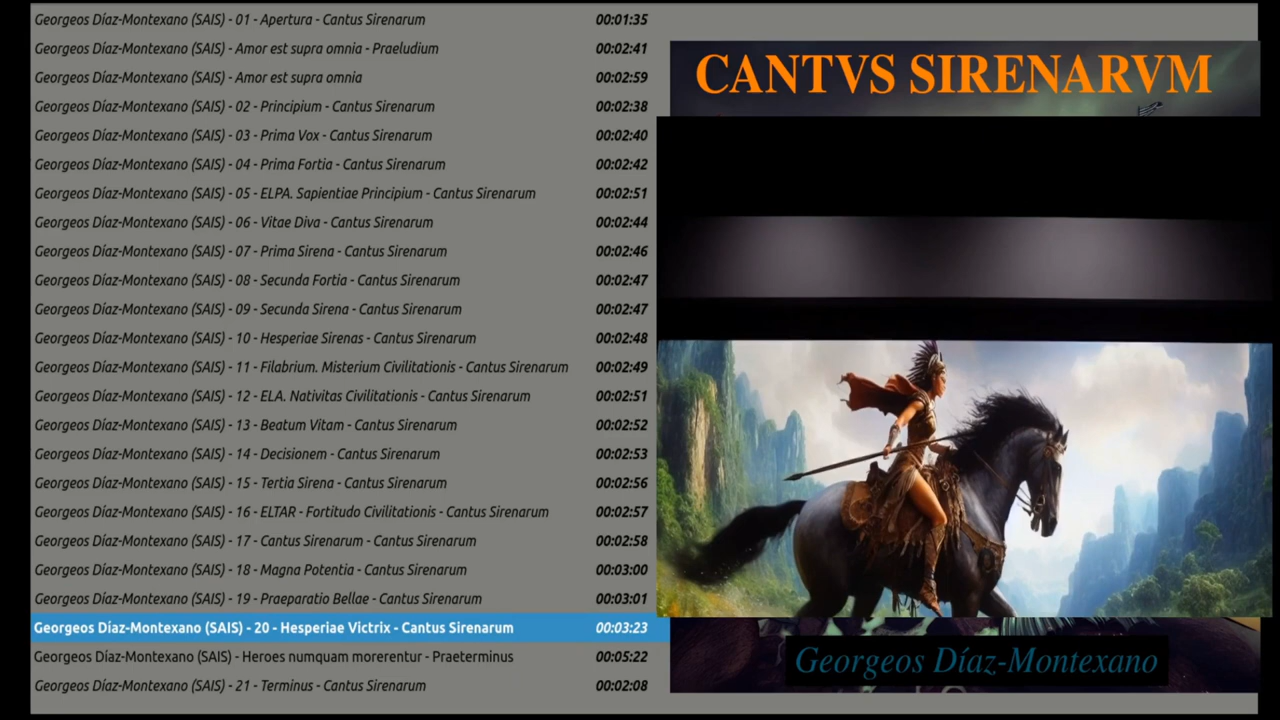 Georgeos Díaz-Montexano (SAIS) - 01 - Apertura - Cantus Sirenarum 00:01:35
Georgeos Díaz-Montexano (SAIS) - Amor est supra omnia - Praeludium 00:02:41
Georgeos Díaz-Montexano (SAIS) - Amor est supra omnia 00:02:59
Georgeos Díaz-Montexano (SAIS) - 02 - Principium - Cantus Sirenarum 00:02:38
Georgeos Díaz-Montexano (SAIS) - 03 - Prima Vox - Cantus Sirenarum 00:02:40
Georgeos Díaz-Montexano (SAIS) - 04 - Prima Fortia - Cantus Sirenarum 00:02:42
Georgeos Díaz-Montexano (SAIS) - 05 - ELPA. Sapientiae Principium - Cantus Sirenarum 00:02:51
Georgeos Díaz-Montexano (SAIS) - 06 - Vitae Diva - Cantus Sirenarum 00:02:44
Georgeos Díaz-Montexano (SAIS) - 07 - Prima Sirena - Cantus Sirenarum 00:02:46
Georgeos Díaz-Montexano (SAIS) - 08 - Secunda Fortia - Cantus Sirenarum 00:02:47
Georgeos Díaz-Montexano (SAIS) - 09 - Secunda Sirena - Cantus Sirenarum 00:02:47
Georgeos Díaz-Montexano (SAIS) - 10 - Hesperiae Sirenas - Cantus Sirenarum 00:02:48
Georgeos Díaz-Montexano (SAIS) - 11 - Filabrium. Misterium Civilitationis - Cantus Sirenarum 00:02:49
Georgeos Díaz-Montexano (SAIS) - 12 - ELA. Nativitas Civilitationis - Cantus Sirenarum 00:02:51
Georgeos Díaz-Montexano (SAIS) - 13 - Beatum Vitam - Cantus Sirenarum 00:02:52
Georgeos Díaz-Montexano (SAIS) - 14 - Decisionem - Cantus Sirenarum 00:02:53
Georgeos Díaz-Montexano (SAIS) - 15 - Tertia Sirena - Cantus Sirenarum 00:02:56
Georgeos Díaz-Montexano (SAIS) - 16 - ELTAR - Fortitudo Civilitationis - Cantus Sirenarum 00:02:57
Georgeos Díaz-Montexano (SAIS) - 17 - Cantus Sirenarum - Cantus Sirenarum 00:02:58
Georgeos Díaz-Montexano (SAIS) - 18 - Magna Potentia - Cantus Sirenarum 00:03:00
Georgeos Díaz-Montexano (SAIS) - 19 - Praeparatio Bellae - Cantus Sirenarum 00:03:01
Georgeos Díaz-Montexano (SAIS) - 20 - Hesperiae Victrix - Cantus Sirenarum 00:03:23
Georgeos Díaz-Montexano (SAIS) - Heroes numquam morerentur - Praeterminus 00:05:22
Georgeos Díaz-Montexano (SAIS) - 21 - Terminus - Cantus Sirenarum 00:02:08
CANTVS SIRENARVM
Georgeos Díaz-Montexano